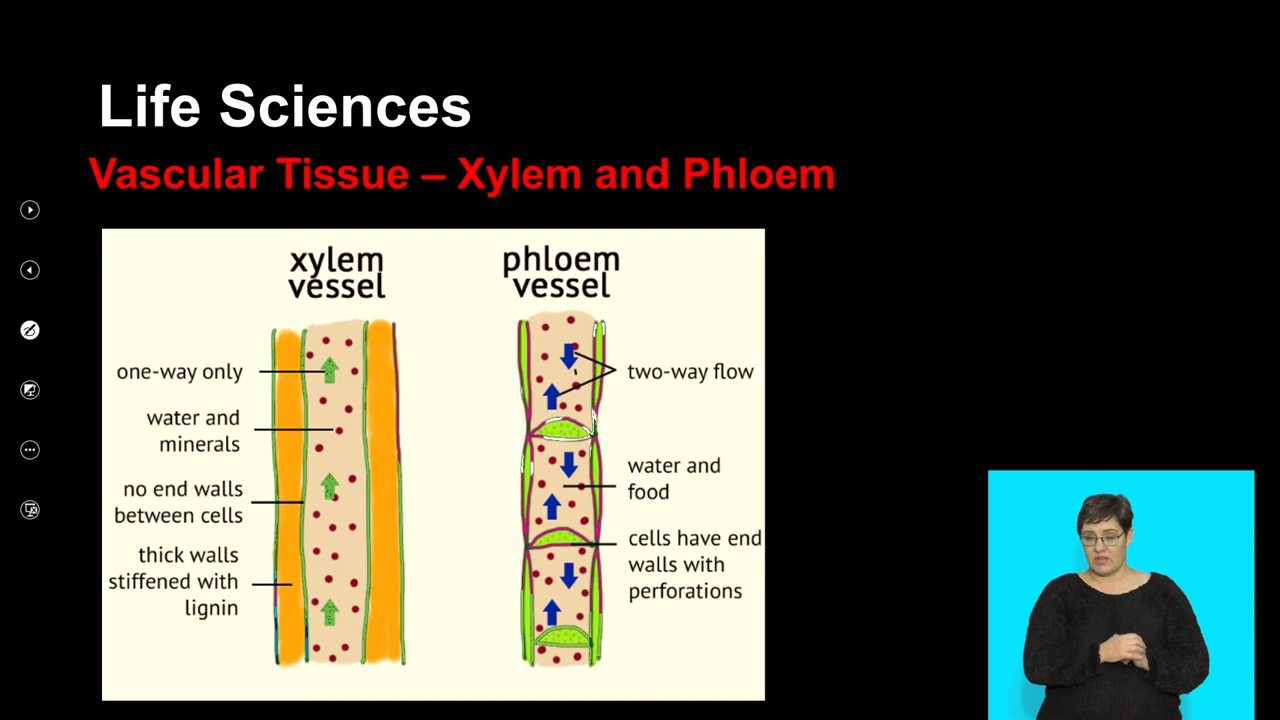 Life Sciences
Vascular Tissue – Xylem and Phloem
xylem
vessel
one-way only
water and
minerals
no end walls
between cells
thick walls
stiffened with
lignin
phloem
vessel
two-way flow
water and
food
cells have end
walls with
perforations